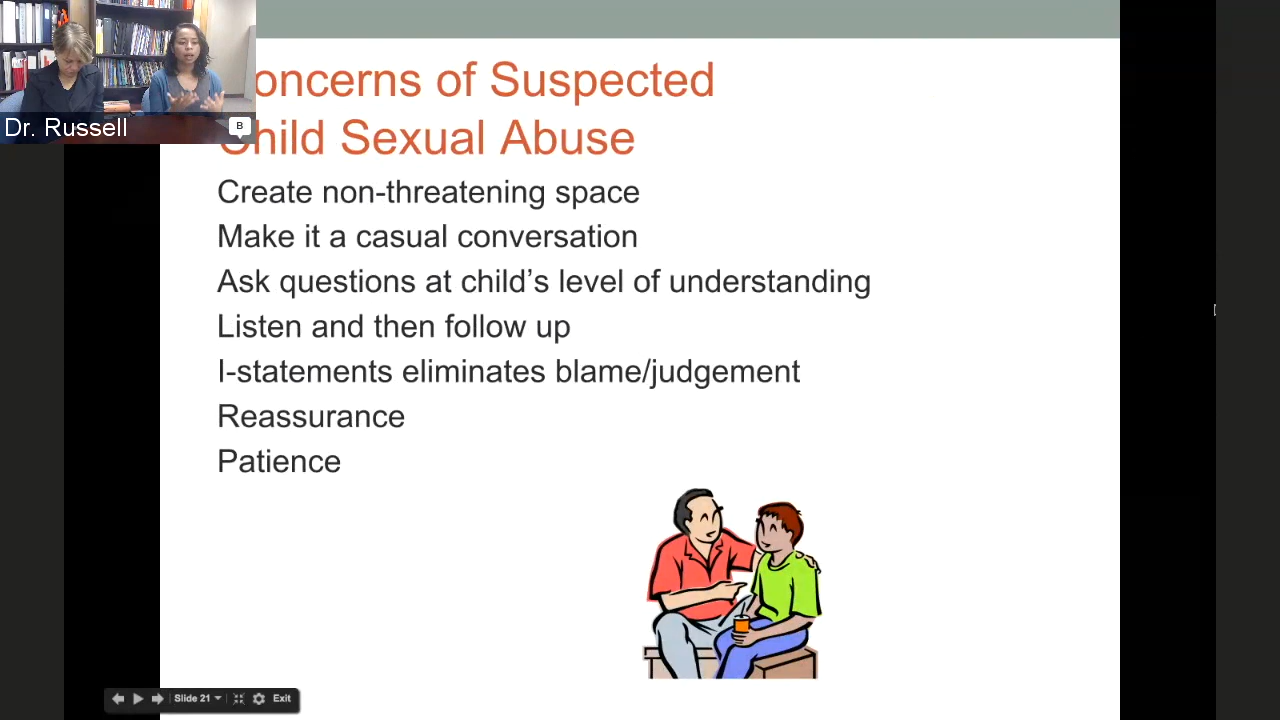 Dr. Russell
B
oncerns of Suspected
Child Sexual Abuse
Create non-threatening space
Make it a casual conversation
Ask questions at child’s level of understanding
Listen and then follow up
I-statements eliminates blame/judgement
Reassurance
Patience
Slide 21
Exit